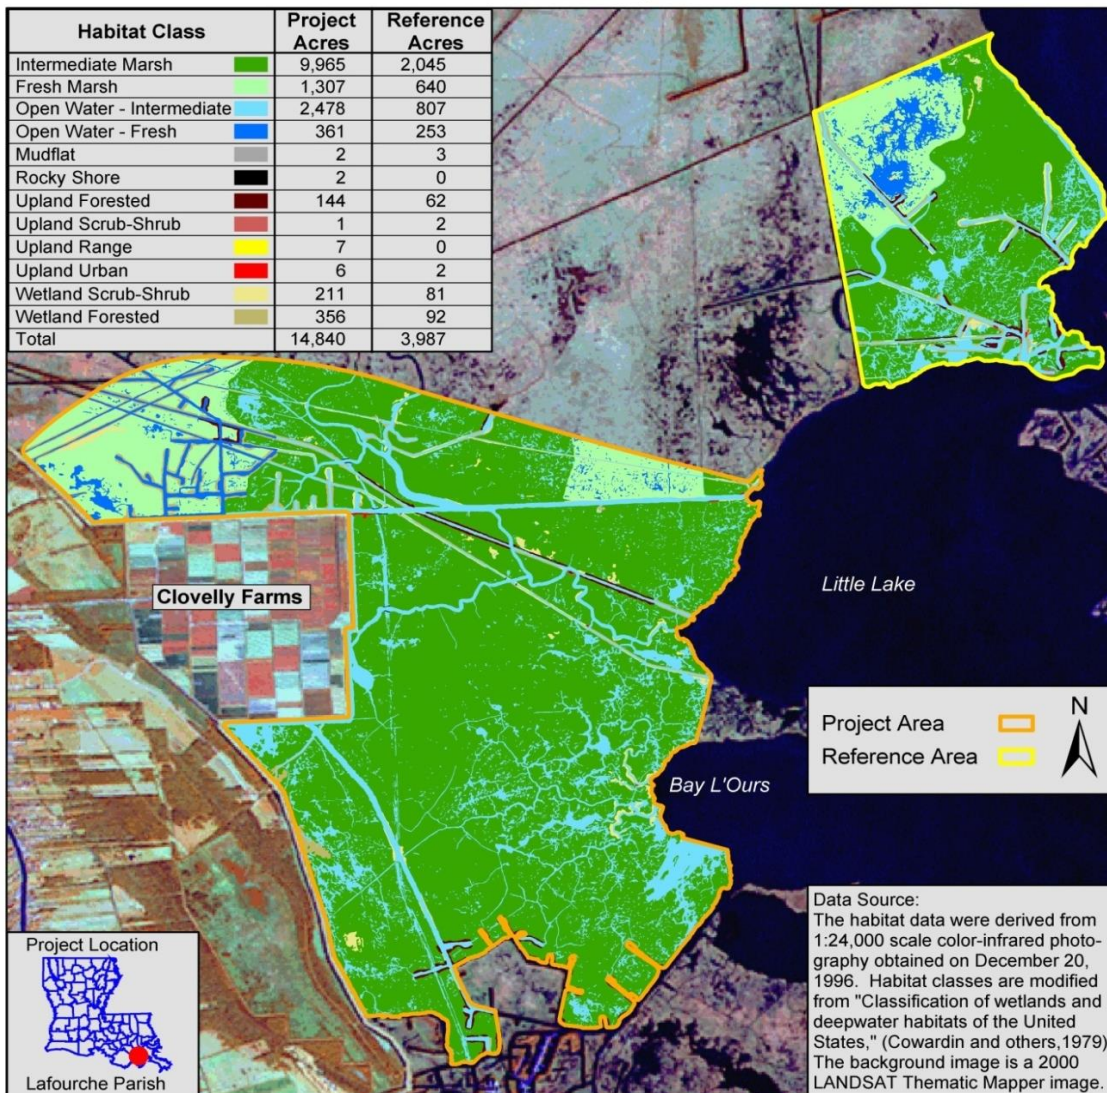 Habitat Class Project Acres Reference Acres
Intermediate Marsh 9,965 2,045
Fresh Marsh 1,307 640
Open Water - Intermediate 2,478 807
Open Water - Fresh 361 253
Mudflat 2 3
Rocky Shore 2 0
Upland Forested 144 62
Upland Scrub-Shrub 1 2
Upland Range 7 0
Upland Urban 6 2
Wetland Scrub-Shrub 211 81
Wetland Forested 356 92
Total 14,840 3,987
Clovelly Farms
Little Lake
Bay L'Ours
Project Area
Reference Area
N
Project Location
Lafourche Parish
Data Source:
The habitat data were derived from
1:24,000 scale color-infrared photo-
graphy obtained on December 20,
1996. Habitat classes are modified
from "Classification of wetlands and
deepwater habitats of the United
States," (Cowardin and others,1979)
The background image is a 2000
LANDSAT Thematic Mapper image.